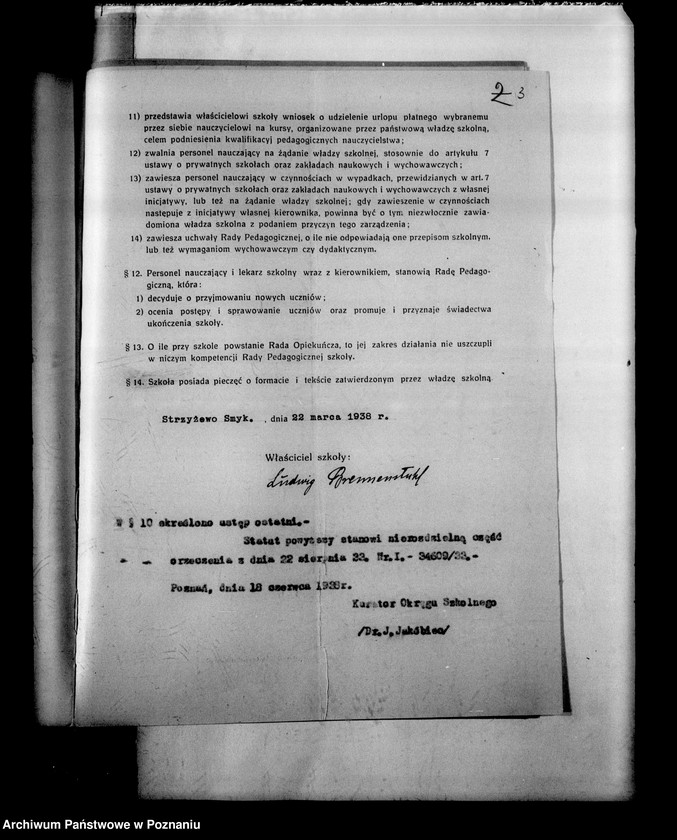 2 3
11) przedstawia właścicielowi szkoły wniosek o udzielenie urlopu płatnego wybranemu
przez siebie nauczycielowi na kursy, organizowane przez państwową władzę szkolną,
celem podniesienia kwalifikacyj pedagogicznych nauczycielstwa;
12) zwalnia personel nauczający na żądanie władzy szkolnej, stosownie do artykułu 7
ustawy o prywatnych szkołach oraz zakładach naukowych i wychowawczych;
13) zawiesza personel nauczający w czynnościach w wypadkach, przewidzianych w art. 7
ustawy o prywatnych szkołach oraz zakładach naukowych i wychowawczych z własnej
inicjatywy, lub też na żądanie władzy szkolnej; gdy zawieszenie w czynnościach
następuje z inicjatywy własnej kierownika, powinna być o tym niezwłocznie zawia-
domiona władza szkolna z podaniem przyczyn tego zarządzenia;
14) zawiesza uchwały Rady Pedagogicznej, o ile nie odpowiadają one przepisom szkolnym,
lub też wymaganiom wychowawczym czy dydaktycznym.
§ 12. Personel nauczający i lekarz szkolny wraz z kierownikiem, stanowią Radę Pedago-
giczną, która:
1) decyduje o przyjmowaniu nowych uczniów;
2) ocenia postępy i sprawowanie uczniów oraz promuje i przyznaje świadectwa
ukończenia szkoły.
§ 13. O ile przy szkole powstanie Rada Opiekuńcza, to jej zakres działania nie uszczupli
w niczym kompetencji Rady Pedagogicznej szkoły.
§ 14. Szkoła posiada pieczęć o formacie i tekście zatwierdzonym przez władzę szkolną.
Strzyżewo Smyk. , dnia 22 marca 1938 r.
Właściciel szkoły:
Ludwig Brennenstuhl
W § 10 określono ustęp ostatni.-
Statut powyższy stanowi nierozdzielną część
orzeczenia z dnia 22 sierpnia 33. Nr.I.- 34609/33.-
Poznań, dnia 18 czerwca 1938r.
Kurator Okręgu Szkolnego
/Dr.J.Jakóbiec/
Archiwum Państwowe w Poznaniu